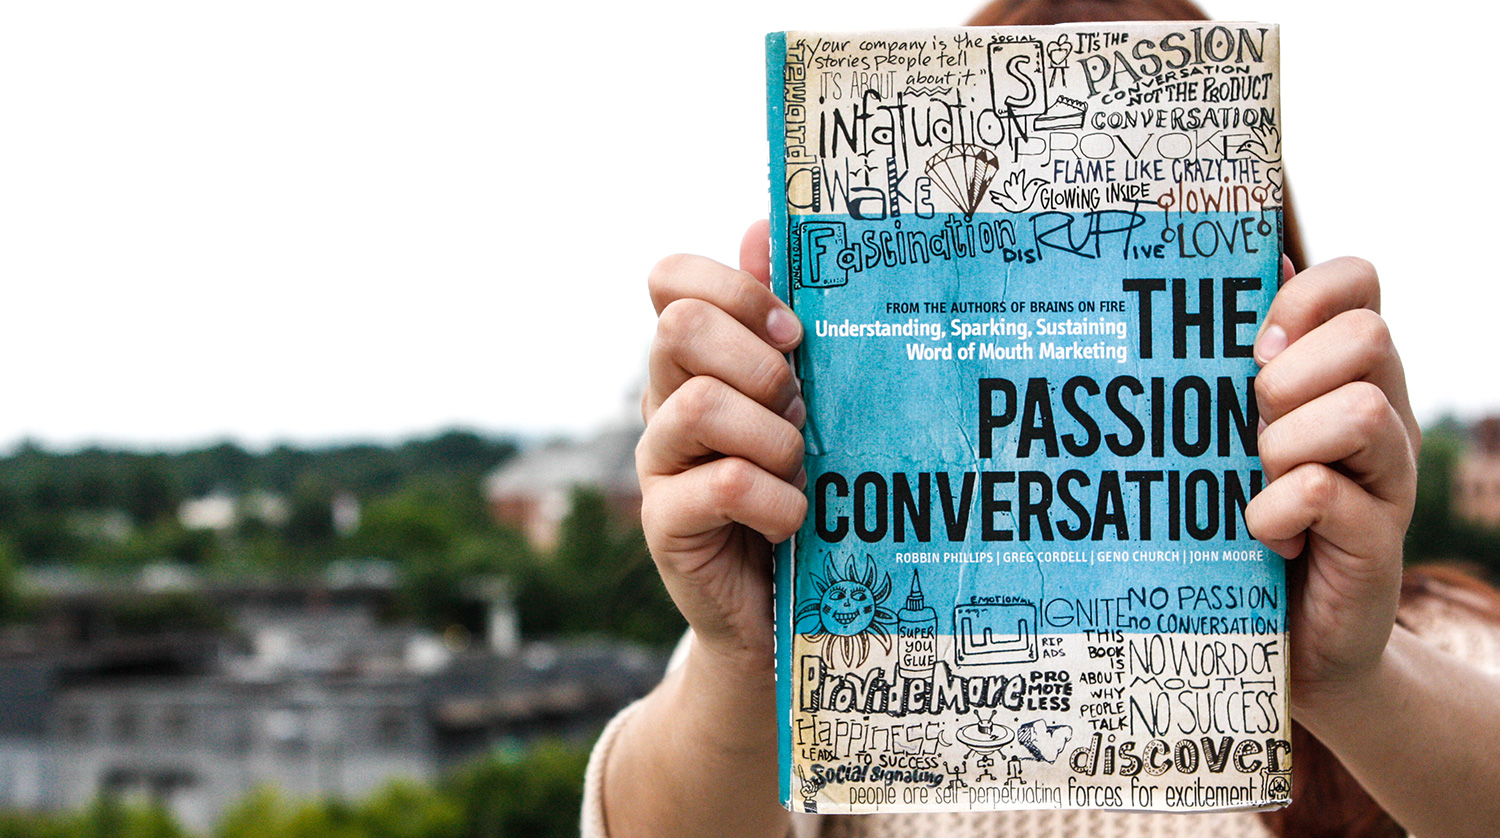 "your company is the
stories people tell
about it."
IT'S ABOUT
SOCIAL
S
IT'S THE
PASSION
CONVERSATION
NOT THE PRODUCT
CONVERSATION
infatuation
PROVOKE
awake
FLAME LIKE CRAZY THE
GLOWING INSIDE
glowing
FUNCTIONAL
Fascination
DISRUPTIVE
LOVE
FROM THE AUTHORS OF BRAINS ON FIRE
Understanding, Sparking, Sustaining
Word of Mouth Marketing
THE
PASSION
CONVERSATION
ROBBIN PHILLIPS | GREG CORDELL | GENO CHURCH | JOHN MOORE
SUPER
YOU
GLUE
EMOTIONAL
E
IGNITE
RIP
ADS
NO PASSION
no CONVERSATION
THIS
BOOK
IS
ABOUT
WHY
PEOPLE
TALK
NO WORD OF
MOUTH
NO SUCCESS
Provide More
PRO
MOTE
LESS
HAPPINESS
LEADS TO SUCCESS
Social Signaling
discover
people are self-perpetuating forces for excitement